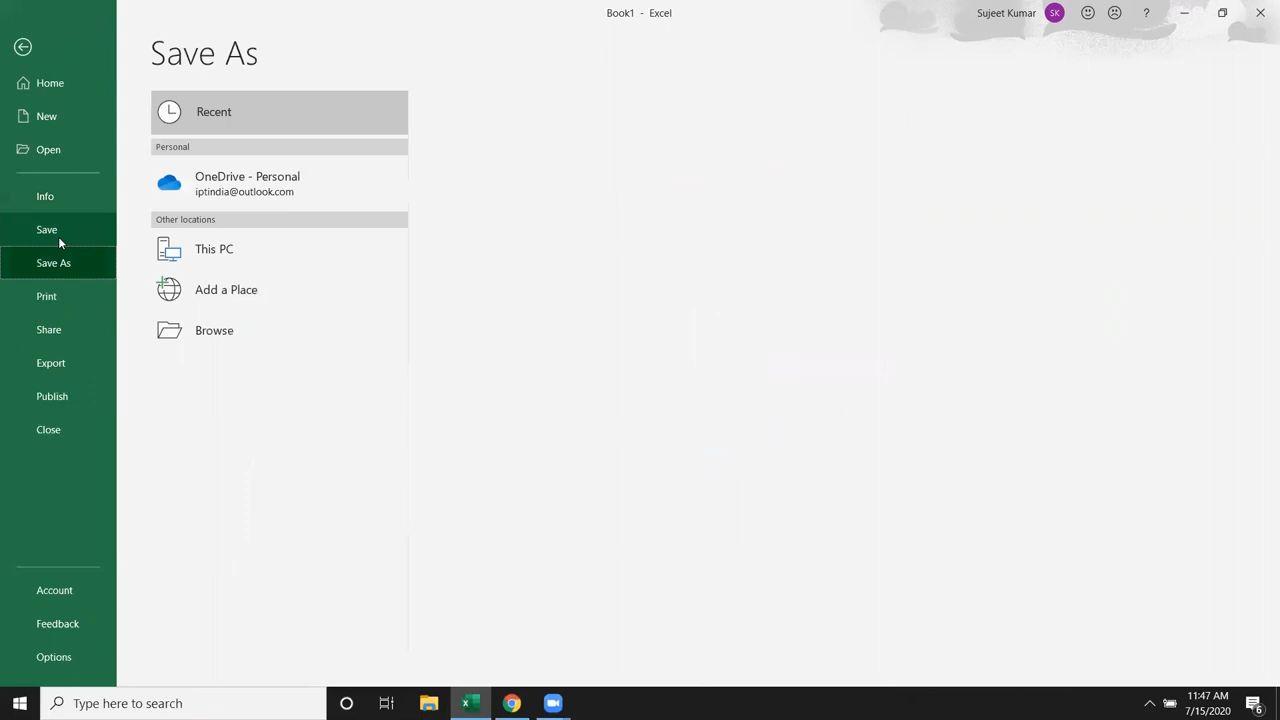 Book1 - Excel
Sujeet Kumar SK
?
Save As
Home
New
Open
Info
Save
Save As
Print
Share
Export
Publish
Close
Account
Feedback
Options
Recent
Personal
OneDrive - Personal
iptindia@outlook.com
Other locations
This PC
Add a Place
Browse
Type here to search
11:47 AM
7/15/2020
6